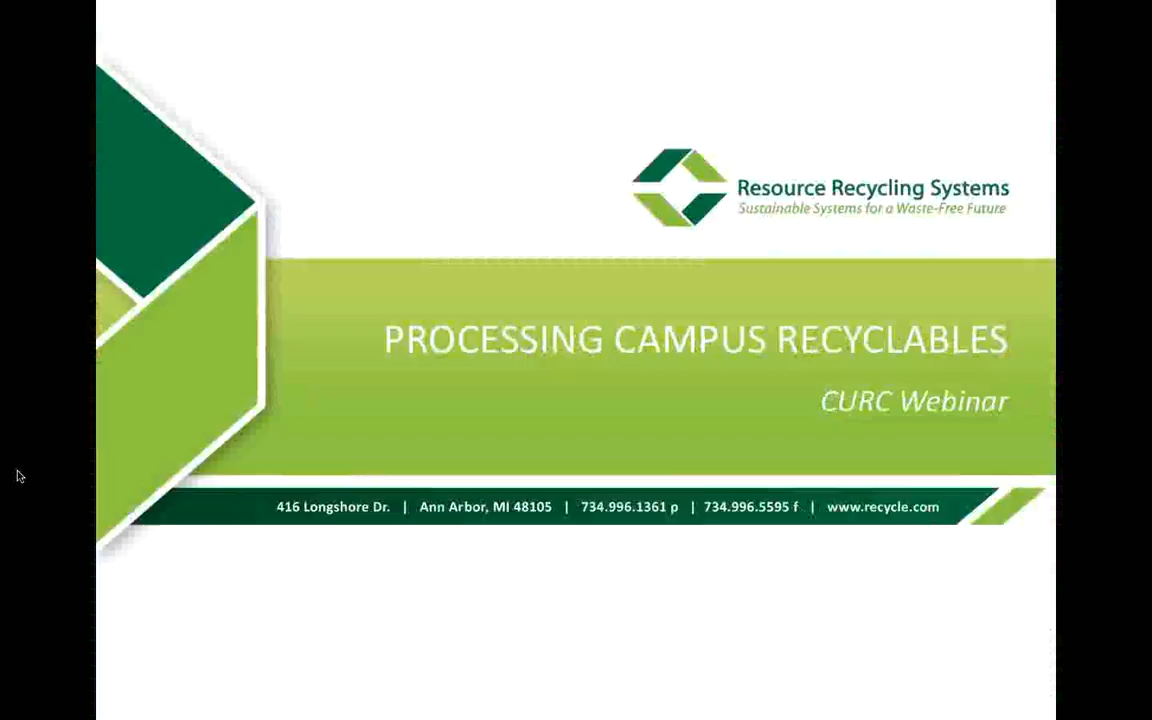 Resource Recycling Systems
Sustainable Systems for a Waste-Free Future
PROCESSING CAMPUS RECYCLABLES
CURC Webinar
416 Longshore Dr. | Ann Arbor, MI 48105 | 734.996.1361 p | 734.996.5595 f | www.recycle.com